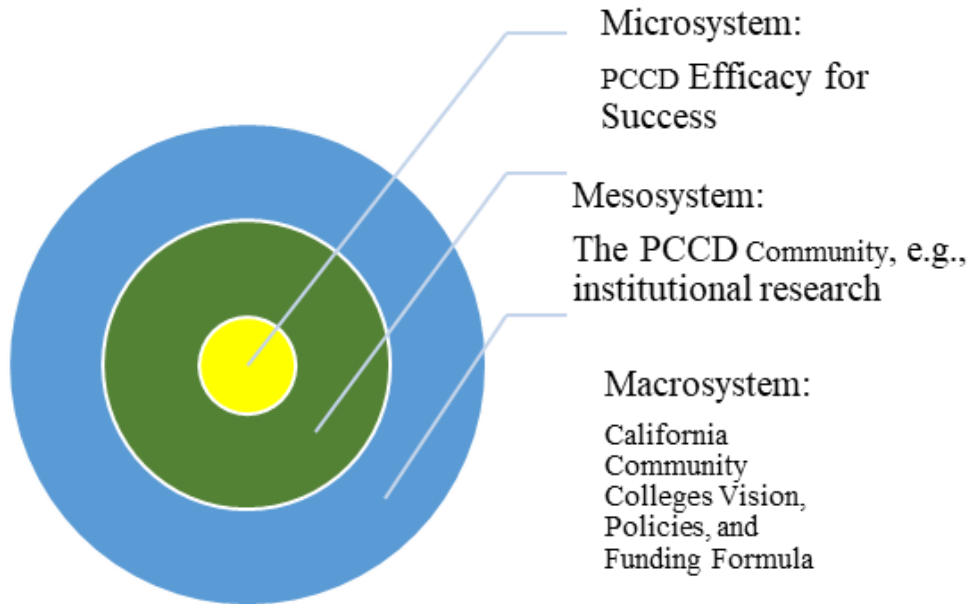 Microsystem:
PCCD Efficacy for
Success
Mesosystem:
The PCCD Community, e.g.,
institutional research
Macrosystem:
California
Community
Colleges Vision,
Policies, and
Funding Formula